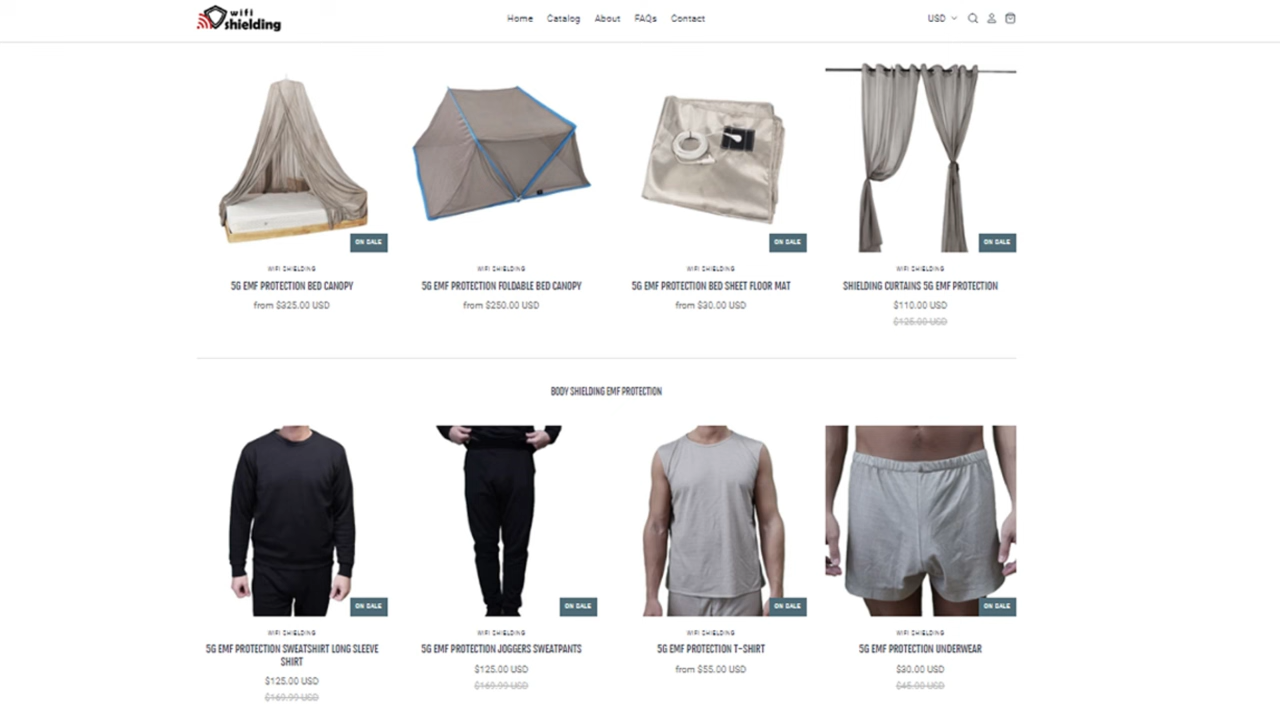 wifi
shielding
Home Catalog About FAQs Contact
USD
ON SALE
ON SALE
ON SALE
WIFI SHIELDING
WIFI SHIELDING
WIFI SHIELDING
WIFI SHIELDING
5G EMF PROTECTION BED CANOPY
5G EMF PROTECTION FOLDABLE BED CANOPY
5G EMF PROTECTION BED SHEET FLOOR MAT
SHIELDING CURTAINS 5G EMF PROTECTION
from $325.00 USD
from $250.00 USD
from $30.00 USD
$110.00 USD
$125.00 USD
BODY SHIELDING EMF PROTECTION
ON SALE
ON SALE
ON SALE
ON SALE
WIFI SHIELDING
WIFI SHIELDING
WIFI SHIELDING
WIFI SHIELDING
5G EMF PROTECTION SWEATSHIRT LONG SLEEVE
SHIRT
5G EMF PROTECTION JOGGERS SWEATPANTS
5G EMF PROTECTION T-SHIRT
5G EMF PROTECTION UNDERWEAR
$125.00 USD
$169.99 USD
$125.00 USD
$169.99 USD
from $55.00 USD
$30.00 USD
$45.00 USD